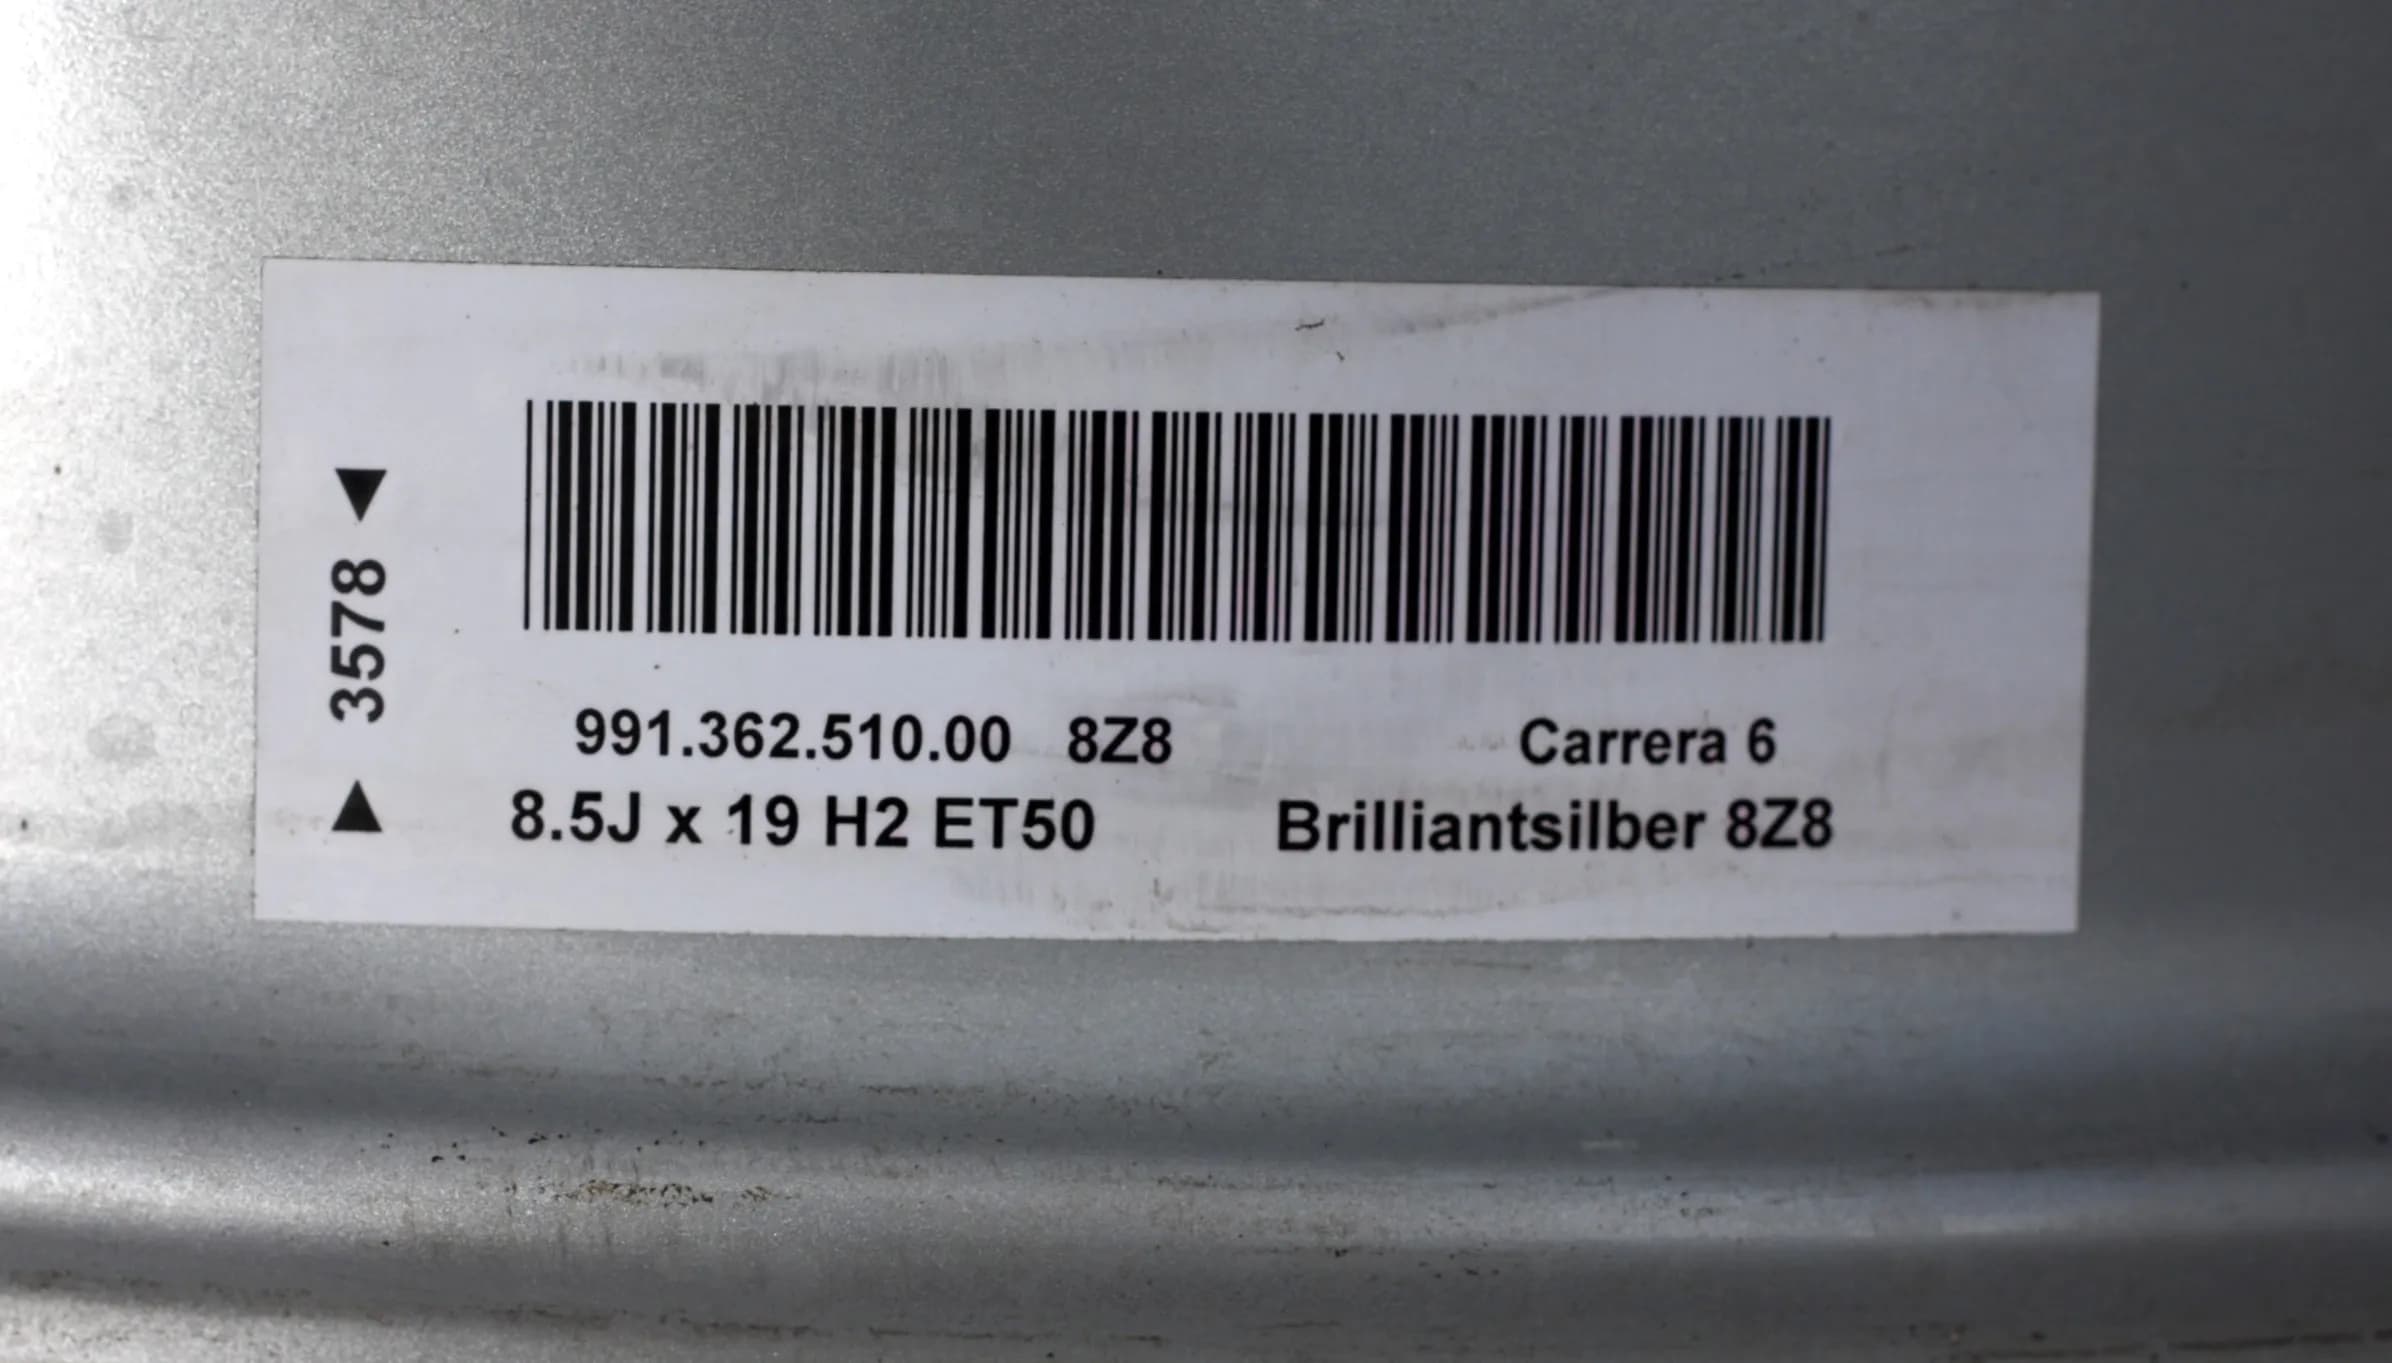 ▲ 3578 ▲
991.362.510.00 8Z8 Carrera 6
8.5J x 19 H2 ET50 Brilliantsilber 8Z8